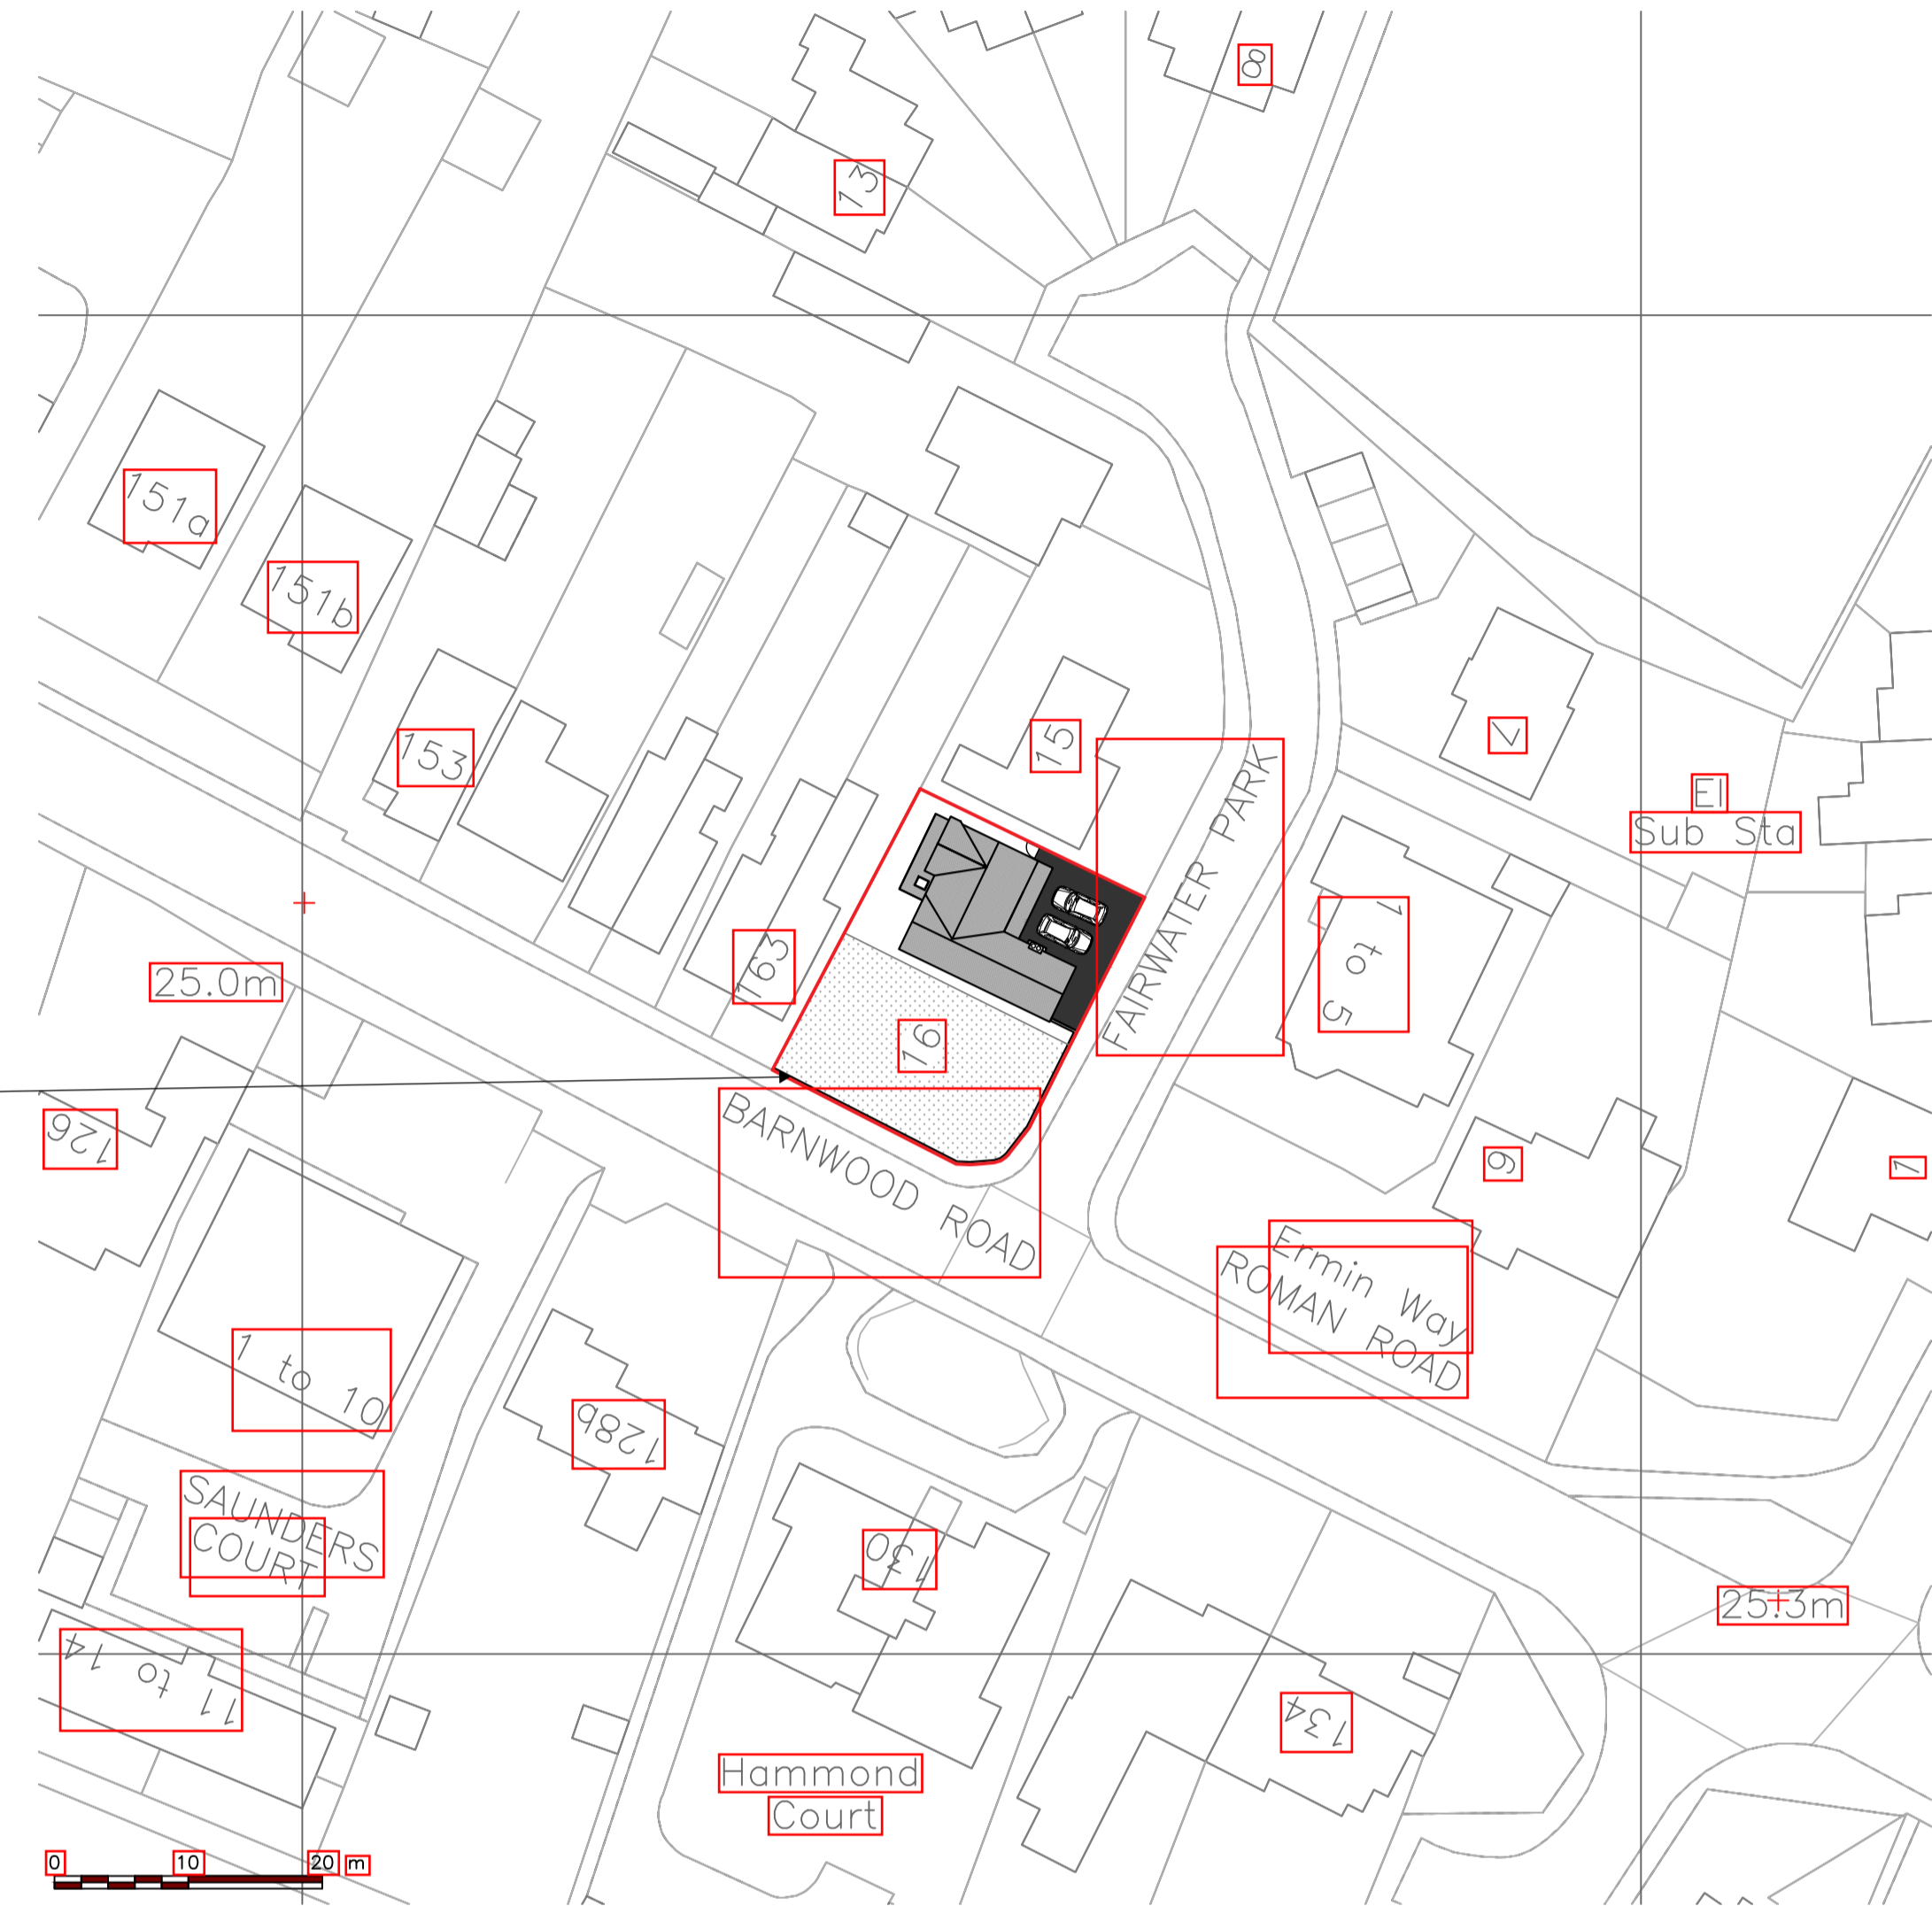 8
13
151a
151b
153
15
7
El
Sub Sta
FAIRWATER PARK
1 to 5
163
25.0m
16
126
BARNWOOD ROAD
9
1
Ermin Way
ROMAN ROAD
1 to 10
128b
SAUNDERS
COURT
130
25.3m
11 to 14
134
Hammond
Court
0 10 20 m